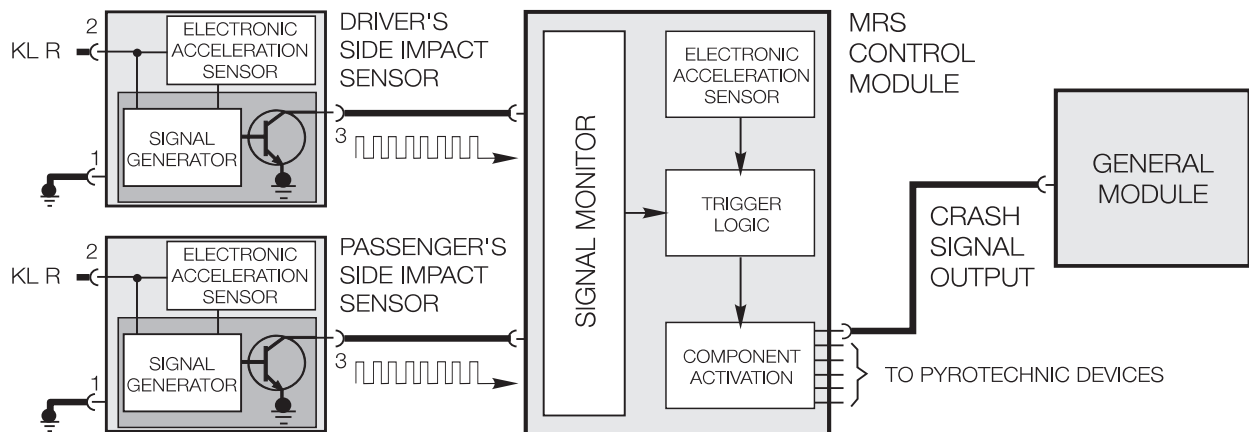 2
KL R
1
ELECTRONIC
ACCELERATION
SENSOR
SIGNAL
GENERATOR
DRIVER'S
SIDE IMPACT
SENSOR
3
2
KL R
1
ELECTRONIC
ACCELERATION
SENSOR
SIGNAL
GENERATOR
PASSENGER'S
SIDE IMPACT
SENSOR
3
SIGNAL MONITOR
ELECTRONIC
ACCELERATION
SENSOR
TRIGGER
LOGIC
COMPONENT
ACTIVATION
MRS
CONTROL
MODULE
CRASH
SIGNAL
OUTPUT
TO PYROTECHNIC DEVICES
GENERAL
MODULE